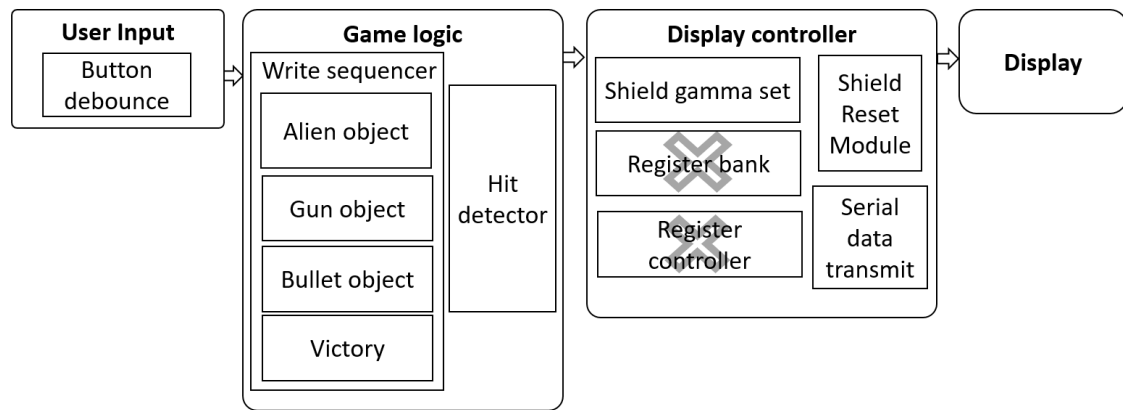 User Input
Button
debounce
Game logic
Write sequencer
Alien object
Gun object
Bullet object
Victory
Hit
detector
Display controller
Shield gamma set
Register bank
Register
controller
Shield
Reset
Module
Serial
data
transmit
Display